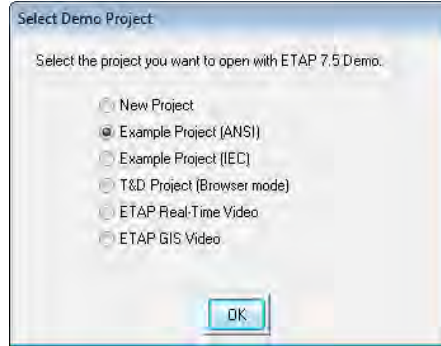 Select Demo Project
Select the project you want to open with ETAP 7.5 Demo.
New Project
Example Project (ANSI)
Example Project (IEC)
T&D Project (Browser mode)
ETAP Real-Time Video
ETAP GIS Video
OK